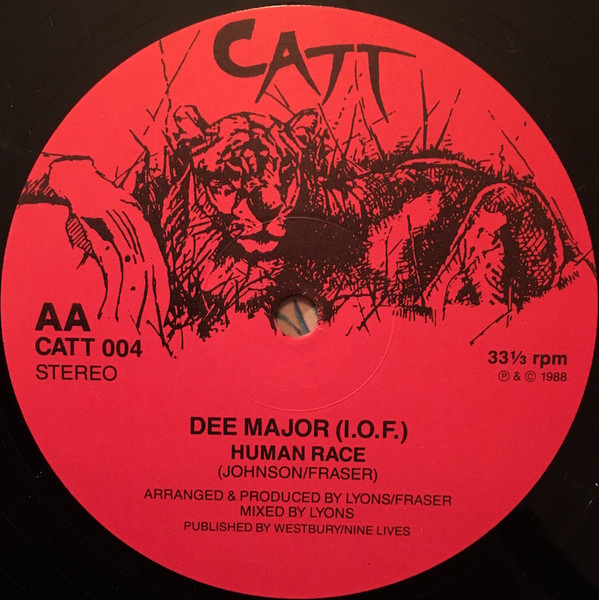 CATT
AA
CATT 004
STEREO
33⅓ rpm
℗ & © 1988
DEE MAJOR (I.O.F.)
HUMAN RACE
(JOHNSON/FRASER)
ARRANGED & PRODUCED BY LYONS/FRASER
MIXED BY LYONS
PUBLISHED BY WESTBURY/NINE LIVES